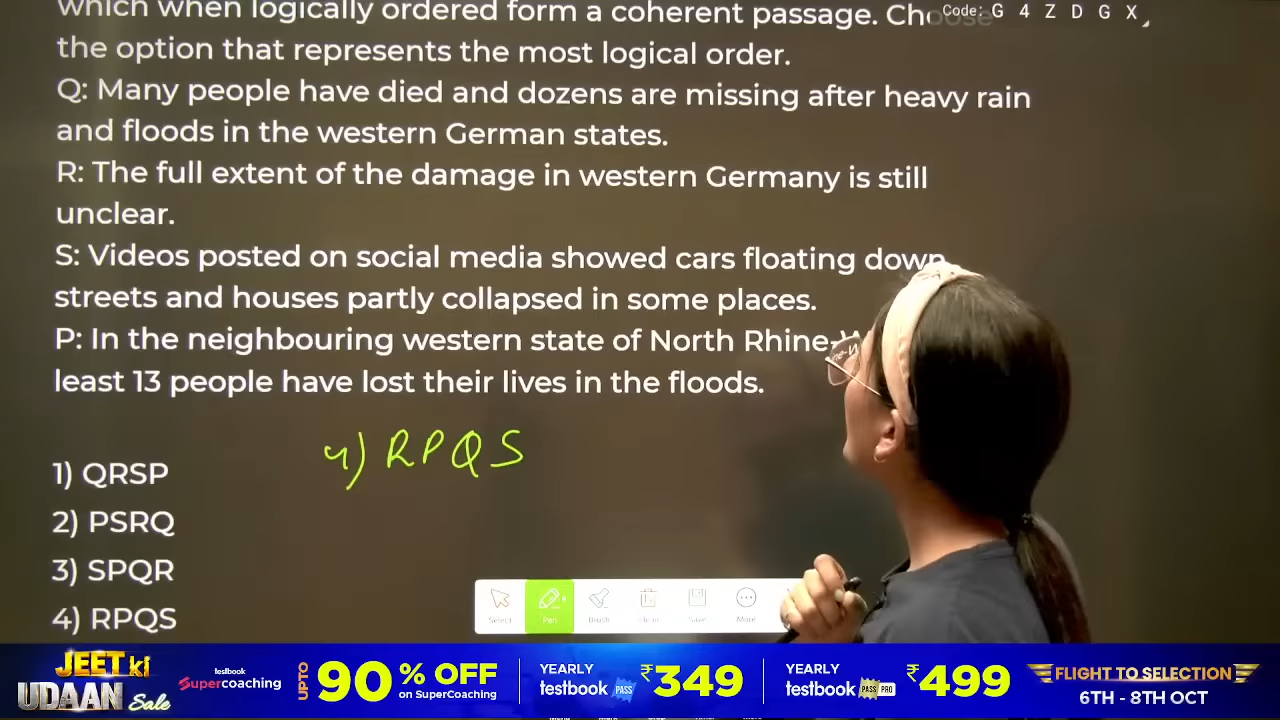 which when logically ordered form a coherent passage. Choose
Code: G 4 Z D G X
the option that represents the most logical order.
Q: Many people have died and dozens are missing after heavy rain
and floods in the western German states.
R: The full extent of the damage in western Germany is still
unclear.
S: Videos posted on social media showed cars floating down
streets and houses partly collapsed in some places.
P: In the neighbouring western state of North Rhine-W
least 13 people have lost their lives in the floods.
4) RPQS
1) QRSP
2) PSRQ
3) SPQR
4) RPQS
Select Pen Brush Save More
JEET ki
UDAAN Sale
testbook
Supercoaching
UPTO 90% OFF
on SuperCoaching
YEARLY
testbook PASS
₹349
YEARLY
testbook PASS PRO
₹499
FLIGHT TO SELECTION
6TH - 8TH OCT